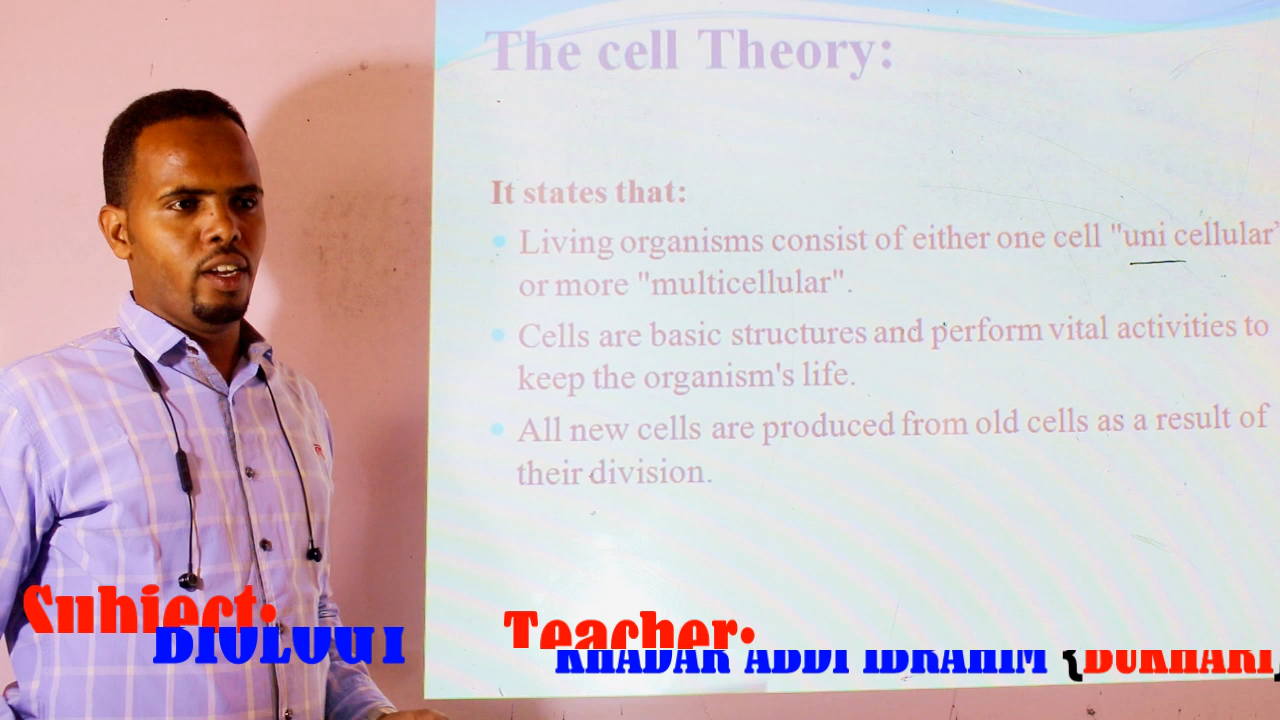 The cell Theory:
It states that:
Living organisms consist of either one cell "uni cellular"
or more "multicellular".
Cells are basic structures and perform vital activities to
keep the organism's life.
All new cells are produced from old cells as a result of
their division.
Subject:
BIOLOGY
Teacher:
KHADAR ABDI IBRAHIM {BUKHARI}